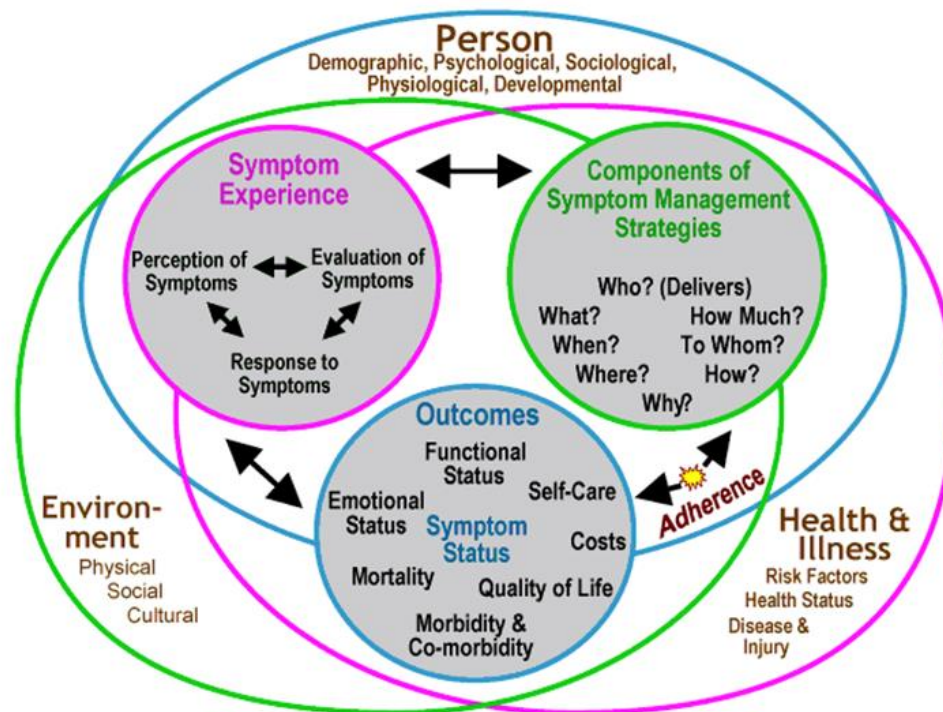 Person
Demographic, Psychological, Sociological,
Physiological, Developmental
Symptom
Experience
Perception of
Symptoms
Evaluation of
Symptoms
Response to
Symptoms
Components of
Symptom Management
Strategies
Who? (Delivers)
What?
How Much?
When?
To Whom?
Where?
How?
Why?
Outcomes
Functional
Status
Emotional
Status
Self-Care
Symptom
Status
Costs
Mortality
Quality of Life
Morbidity &
Co-morbidity
Adherence
Environ-
ment
Physical
Social
Cultural
Health &
Illness
Risk Factors
Health Status
Disease &
Injury